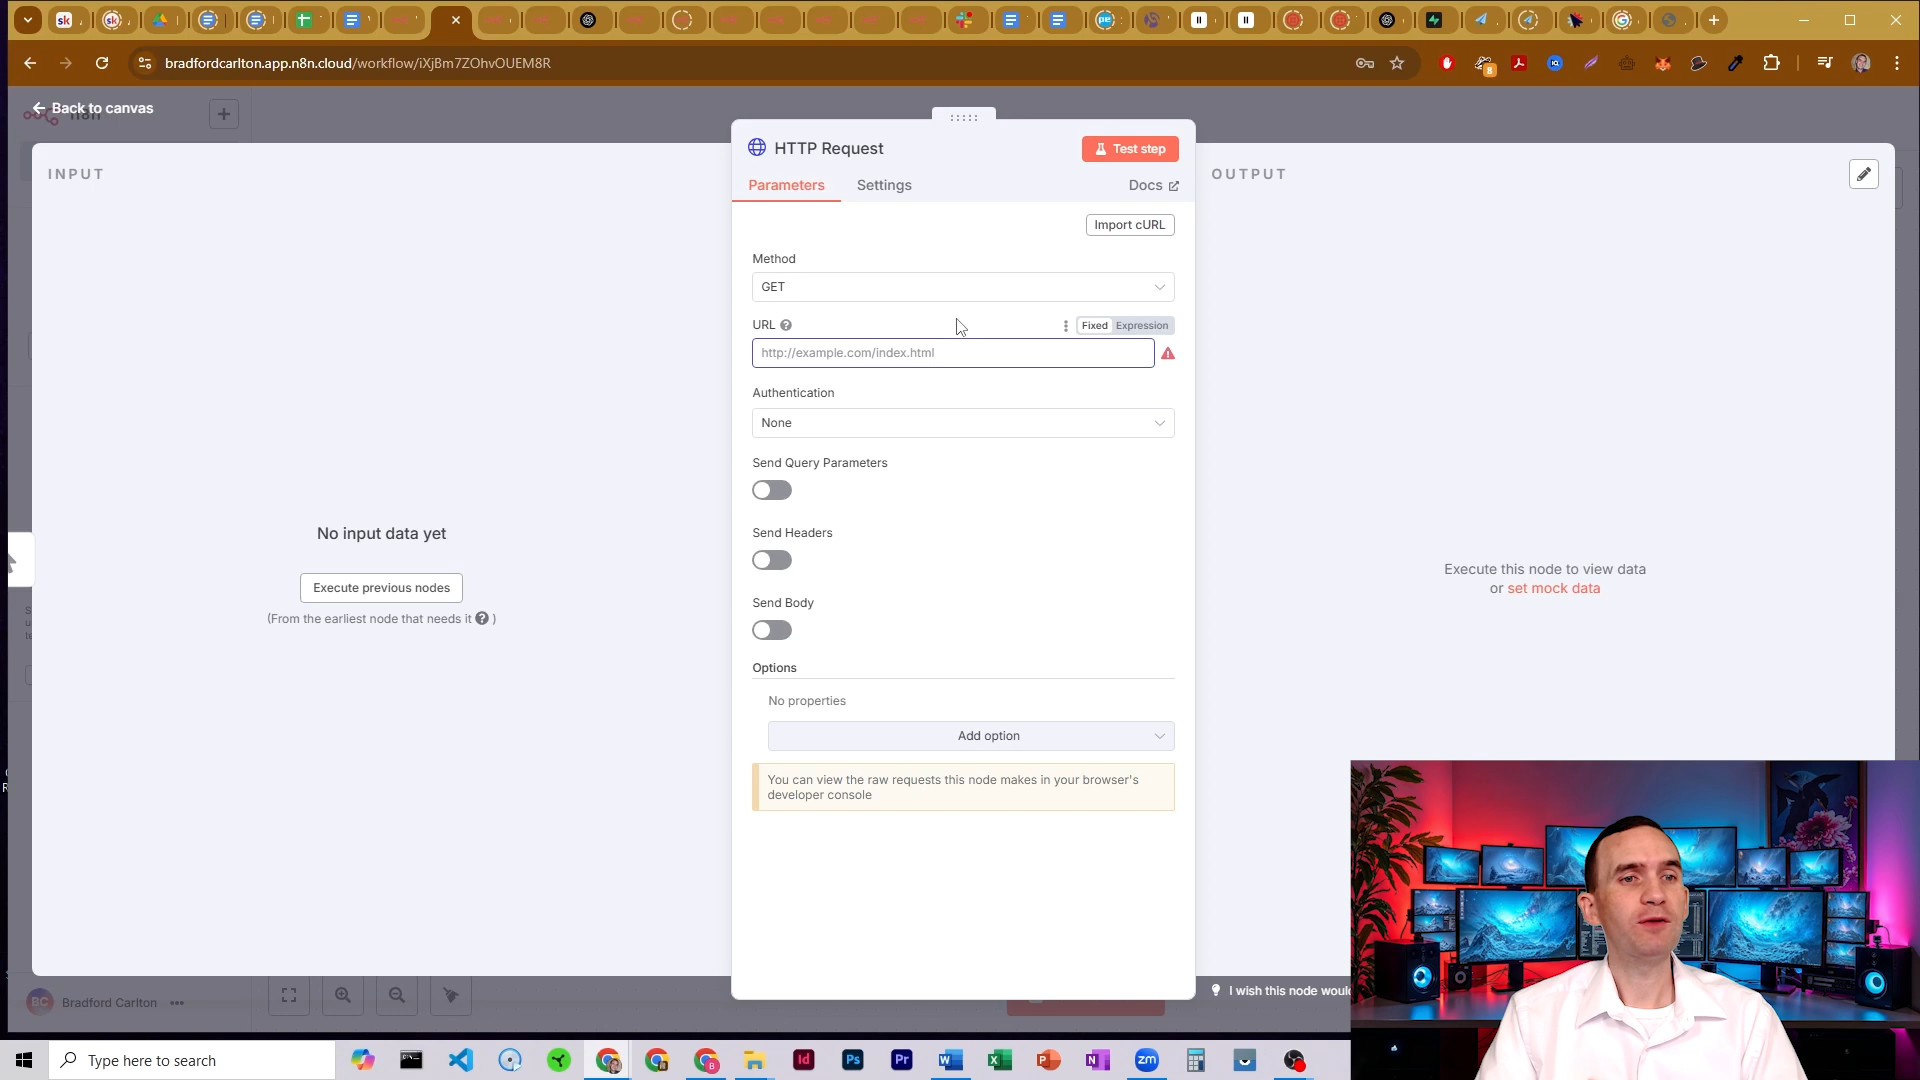 bradfordcarlton.app.n8n.cloud/workflow/iXjBm7ZOhvOUEM8R
Back to canvas
INPUT
HTTP Request
Test step
OUTPUT
Parameters
Settings
Docs
Import cURL
Method
GET
URL
Fixed
Expression
http://example.com/index.html
Authentication
None
Send Query Parameters
Send Headers
No input data yet
Execute previous nodes
(From the earliest node that needs it ? )
Execute this node to view data
or set mock data
Send Body
Options
No properties
Add option
You can view the raw requests this node makes in your browser's
developer console
BC
Bradford Carlton
I wish this node woul
Type here to search